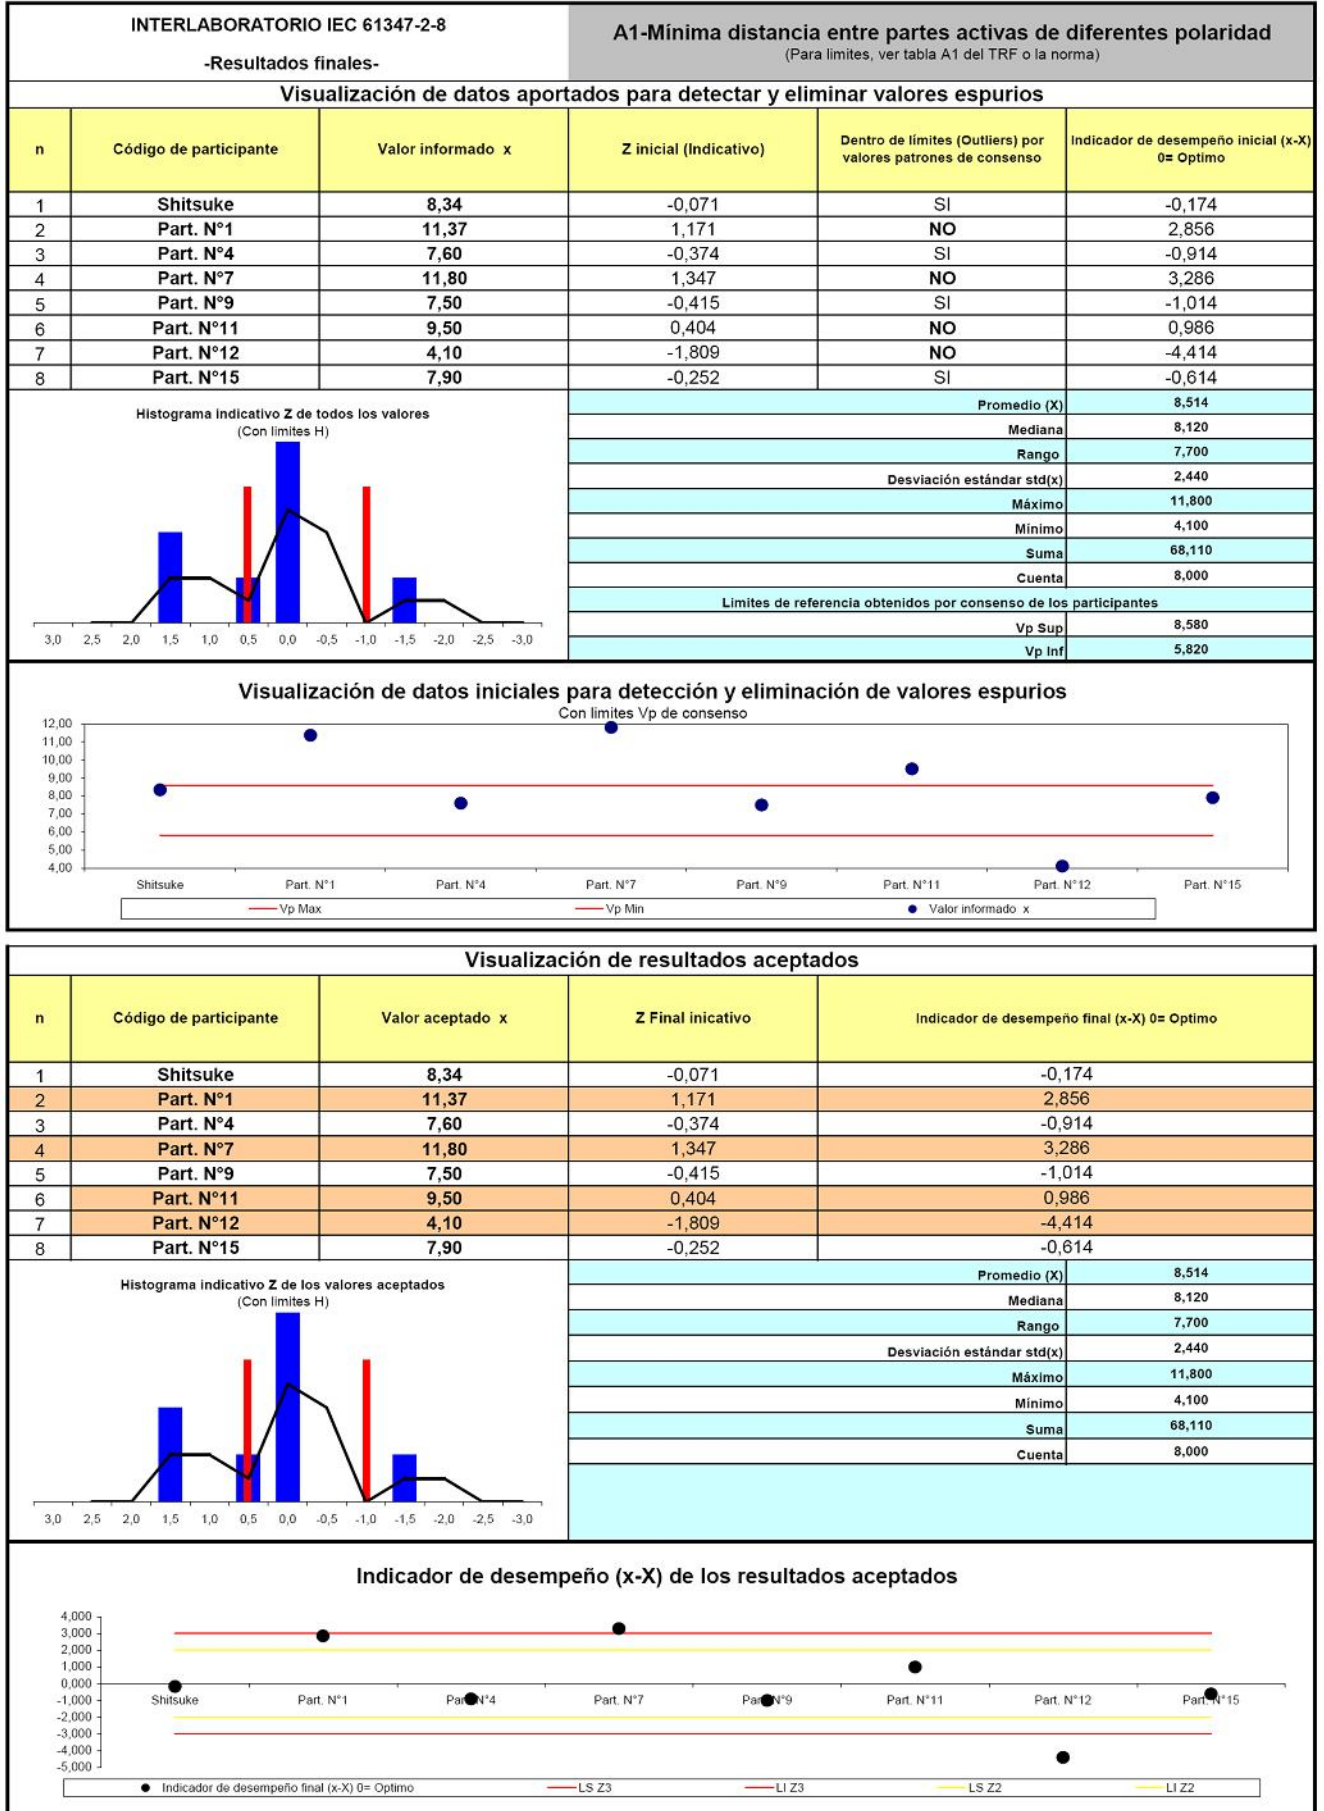 INTERLABORATORIO IEC 61347-2-8
-Resultados finales-
A1-Mínima distancia entre partes activas de diferentes polaridad
(Para limites, ver tabla A1 del TRF o la norma)
Visualización de datos aportados para detectar y eliminar valores espurios
n Código de participante Valor informado x Z inicial (Indicativo) Dentro de límites (Outliers) por valores patrones de consenso Indicador de desempeño inicial (x-X) 0= Optimo
1 Shitsuke 8,34 -0,071 SI -0,174
2 Part. N°1 11,37 1,171 NO 2,856
3 Part. N°4 7,60 -0,374 SI -0,914
4 Part. N°7 11,80 1,347 NO 3,286
5 Part. N°9 7,50 -0,415 SI -1,014
6 Part. N°11 9,50 0,404 NO 0,986
7 Part. N°12 4,10 -1,809 NO -4,414
8 Part. N°15 7,90 -0,252 SI -0,614
Histograma indicativo Z de todos los valores
(Con limites H)
3,0 2,5 2,0 1,5 1,0 0,5 0,0 -0,5 -1,0 -1,5 -2,0 -2,5 -3,0
Promedio (X) 8,514
Mediana 8,120
Rango 7,700
Desviación estándar std(x) 2,440
Máximo 11,800
Mínimo 4,100
Suma 68,110
Cuenta 8,000
Limites de referencia obtenidos por consenso de los participantes
Vp Sup 8,580
Vp Inf 5,820
Visualización de datos iniciales para detección y eliminación de valores espurios
Con limites Vp de consenso
12,00
11,00
10,00
9,00
8,00
7,00
6,00
5,00
4,00
Shitsuke Part. N°1 Part. N°4 Part. N°7 Part. N°9 Part. N°11 Part. N°12 Part. N°15
Vp Max Vp Min Valor informado x
Visualización de resultados aceptados
n Código de participante Valor aceptado x Z Final inicativo Indicador de desempeño final (x-X) 0= Optimo
1 Shitsuke 8,34 -0,071 -0,174
2 Part. N°1 11,37 1,171 2,856
3 Part. N°4 7,60 -0,374 -0,914
4 Part. N°7 11,80 1,347 3,286
5 Part. N°9 7,50 -0,415 -1,014
6 Part. N°11 9,50 0,404 0,986
7 Part. N°12 4,10 -1,809 -4,414
8 Part. N°15 7,90 -0,252 -0,614
Histograma indicativo Z de los valores aceptados
(Con limites H)
3,0 2,5 2,0 1,5 1,0 0,5 0,0 -0,5 -1,0 -1,5 -2,0 -2,5 -3,0
Promedio (X) 8,514
Mediana 8,120
Rango 7,700
Desviación estándar std(x) 2,440
Máximo 11,800
Mínimo 4,100
Suma 68,110
Cuenta 8,000
Indicador de desempeño (x-X) de los resultados aceptados
4,000
3,000
2,000
1,000
0,000
-1,000
-2,000
-3,000
-4,000
-5,000
Shitsuke Part. N°1 Part. N°4 Part. N°7 Part. N°9 Part. N°11 Part. N°12 Part. N°15
Indicador de desempeño final (x-X) 0= Optimo LS Z3 LI Z3 LS Z2 LI Z2